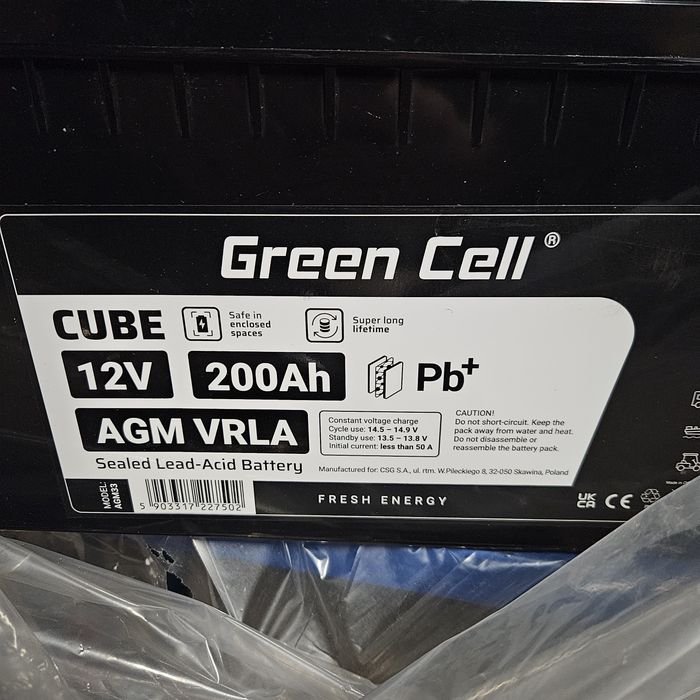 Green Cell®
CUBE
Safe in
enclosed
spaces
Super long
lifetime
12V
200Ah
Pb+
AGM VRLA
Sealed Lead-Acid Battery
Constant voltage charge
Cycle use: 14.5 – 14.9 V
Standby use: 13.5 – 13.8 V
Initial current: less than 50 A
CAUTION!
Do not short-circuit. Keep the
pack away from water and heat.
Do not disassemble or
reassemble the battery pack.
Manufactured for: CSG S.A., ul. rtm. W.Pileckiego 8, 32-050 Skawina, Poland
MODEL:
AGM33
5 903317 227502
FRESH ENERGY
UK
CA
CE
Made in